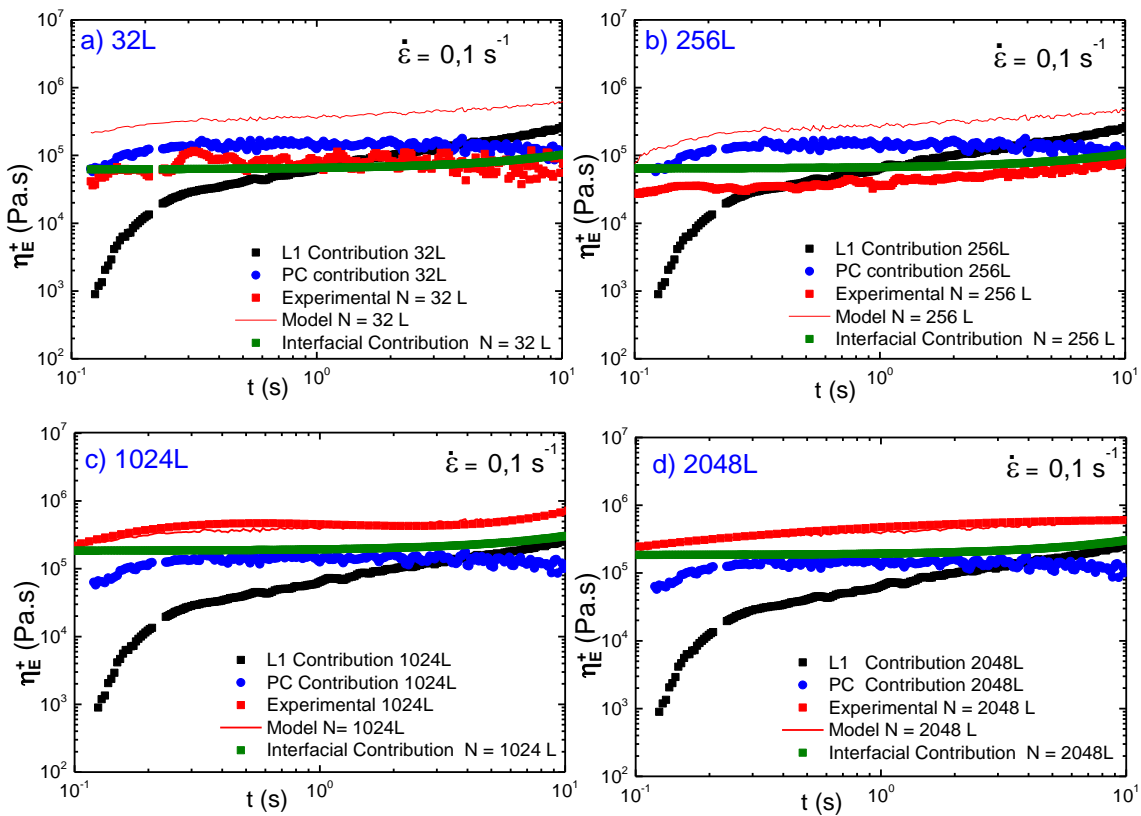 a) 32L
ε̇ = 0,1 s⁻¹
10⁷
10⁶
10⁵
10⁴
10³
10²
η⁺E (Pa.s)
L1 Contribution 32L
PC contribution 32L
Experimental N = 32 L
Model N = 32 L
Interfacial Contribution N = 32 L
10⁻¹ 10⁰ 10¹
t (s)
b) 256L
ε̇ = 0,1 s⁻¹
10⁷
10⁶
10⁵
10⁴
10³
10²
η⁺E (Pa.s)
L1 Contribution 256L
PC contribution 256L
Experimental N = 256 L
Model N = 256 L
Interfacial Contribution N = 256 L
10⁻¹ 10⁰ 10¹
t (s)
c) 1024L
ε̇ = 0,1 s⁻¹
10⁷
10⁶
10⁵
10⁴
10³
10²
η⁺E (Pa.s)
L1 Contribution 1024L
PC Contribution 1024L
Experimental 1024L
Model N= 1024L
Interfacial Contribution N = 1024 L
10⁻¹ 10⁰ 10¹
t (s)
d) 2048L
ε̇ = 0,1 s⁻¹
10⁷
10⁶
10⁵
10⁴
10³
10²
η⁺E (Pa.s)
L1 Contribution 2048L
PC Contribution 2048L
Experimental N = 2048 L
Model N = 2048 L
Interfacial Contribution N = 2048L
10⁻¹ 10⁰ 10¹
t (s)